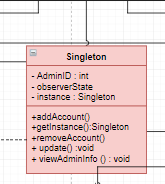 Singleton
- AdminID : int
- observerState
- instance : Singleton
+addAccount()
+getInstance():Singleton
+removeAccount()
+ update() :void
+ viewAdminInfo () : void